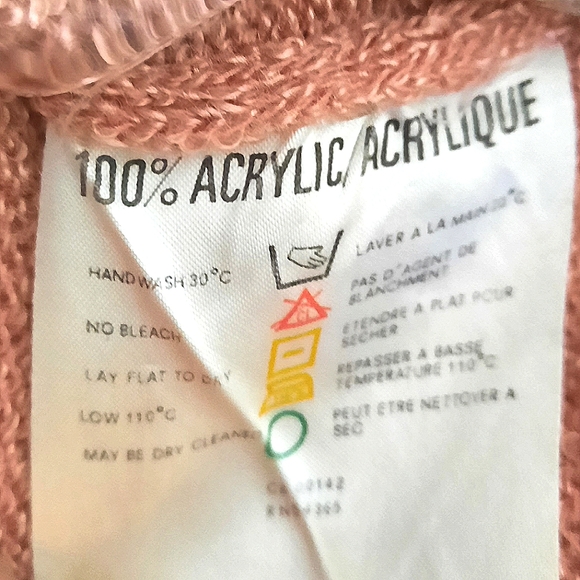 100% ACRYLIC/ACRYLIQUE
HAND WASH 30°C
NO BLEACH
LAY FLAT TO DRY
LOW 110°C
MAY BE DRY CLEANED
LAVER A LA MAIN 30°C
PAS D'AGENT DE
BLANCHIMENT
ETENDRE A PLAT POUR
SECHER
REPASSER A BASSE
TEMPERATURE 110°C
PEUT ETRE NETTOYER A
SEC